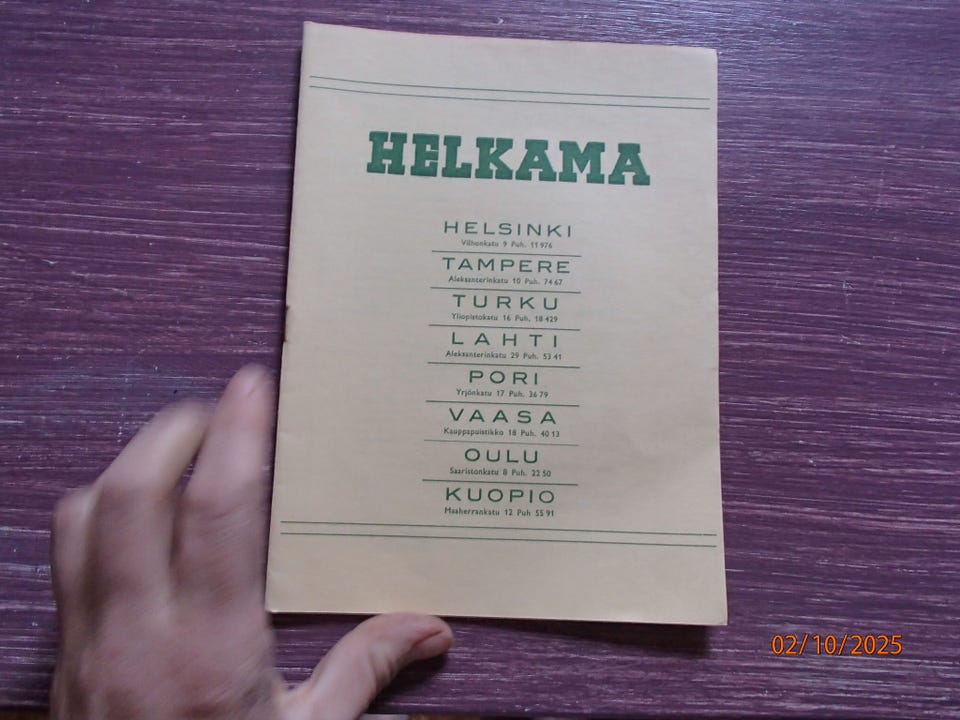 HELKAMA
HELSINKI
Vilhonkatu 9 Puh. 11 976
TAMPERE
Aleksanterinkatu 10 Puh. 74 67
TURKU
Yliopistokatu 16 Puh. 18 429
LAHTI
Aleksanterinkatu 29 Puh. 53 41
PORI
Yrjönkatu 17 Puh. 36 79
VAASA
Kauppapuistikko 18 Puh. 40 13
OULU
Saaristonkatu 8 Puh. 22 50
KUOPIO
Maaherrankatu 12 Puh 55 91
02/10/2025